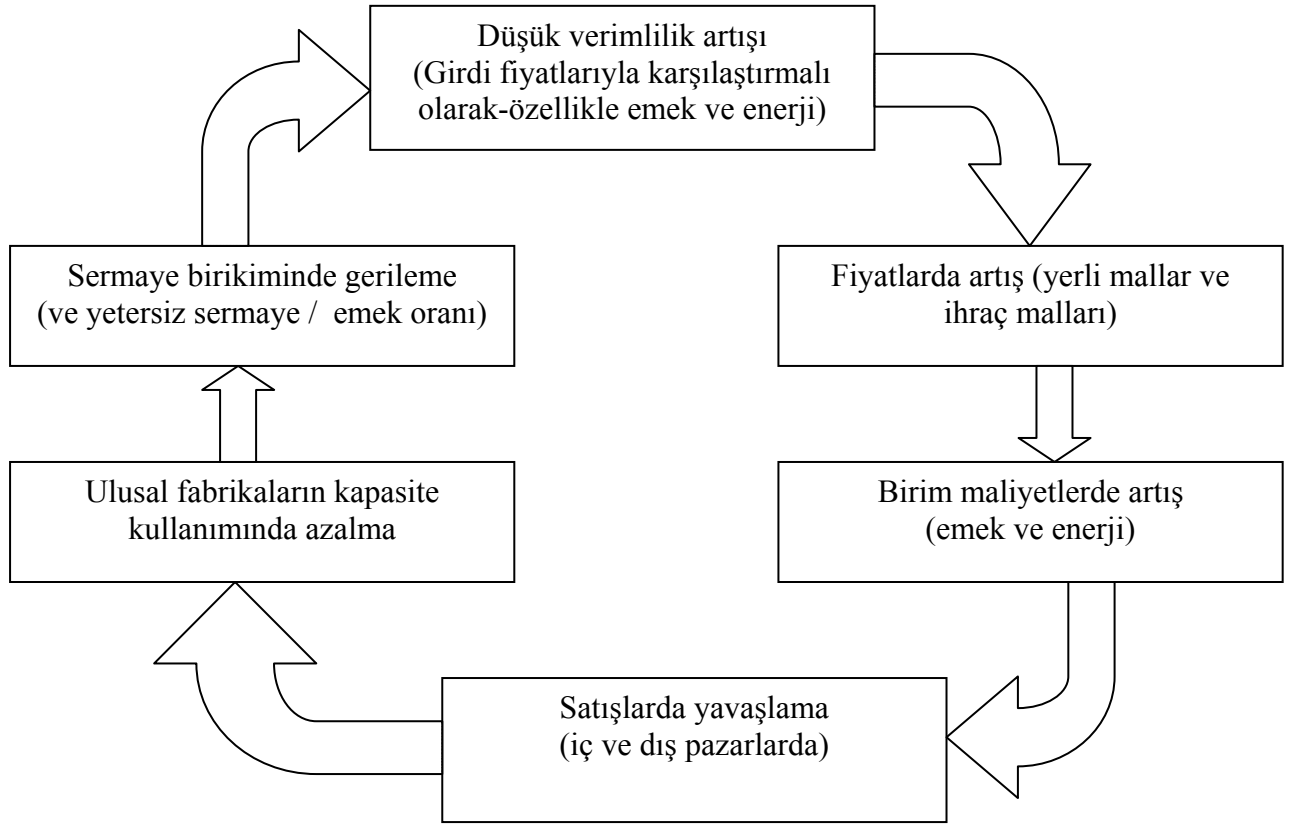 Düşük verimlilik artışı
(Girdi fiyatlarıyla karşılaştırmalı
olarak-özellikle emek ve enerji)
Fiyatlarda artış (yerli mallar ve
ihraç malları)
Birim maliyetlerde artış
(emek ve enerji)
Satışlarda yavaşlama
(iç ve dış pazarlarda)
Ulusal fabrikaların kapasite
kullanımında azalma
Sermaye birikiminde gerileme
(ve yetersiz sermaye / emek oranı)